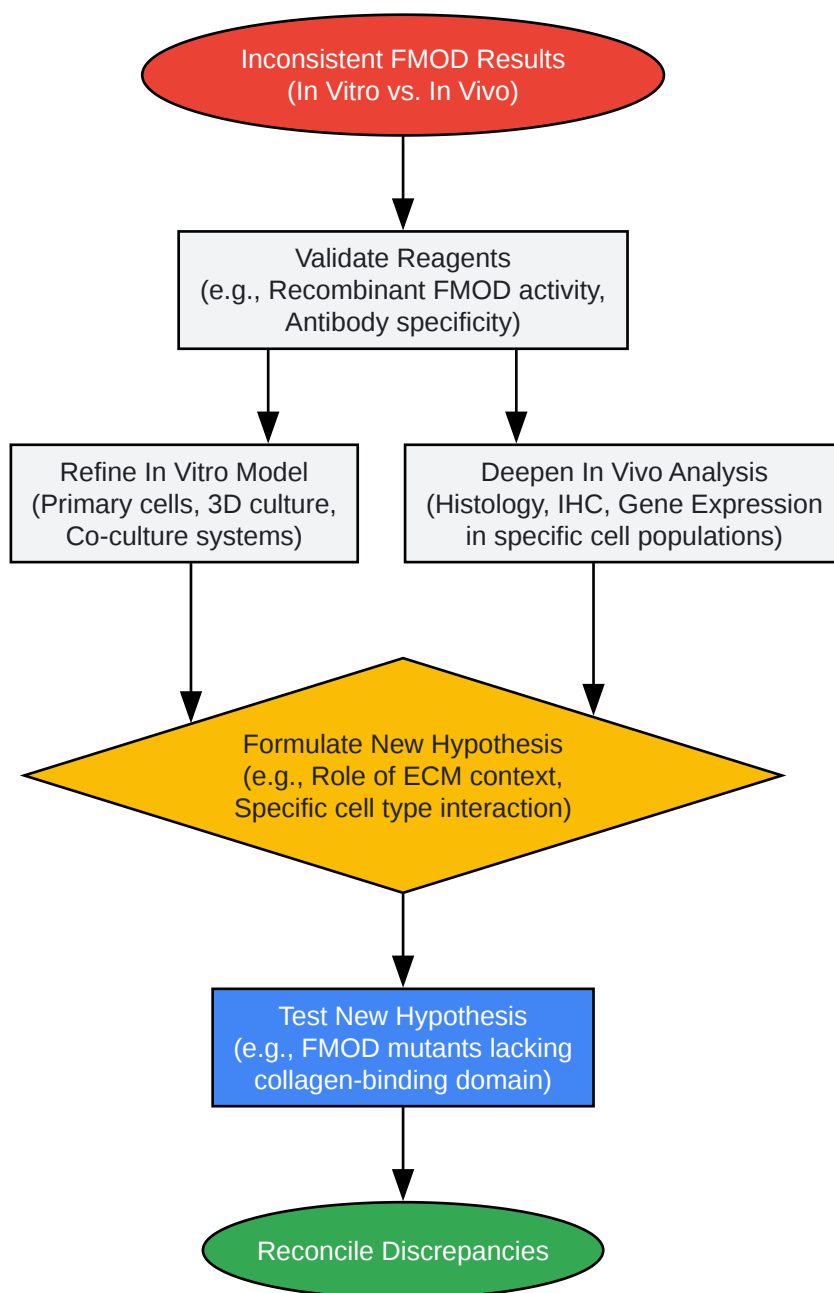 Inconsistent FMOD Results
(In Vitro vs. In Vivo)
Validate Reagents
(e.g., Recombinant FMOD activity,
Antibody specificity)
Refine In Vitro Model
(Primary cells, 3D culture,
Co-culture systems)
Deepen In Vivo Analysis
(Histology, IHC, Gene Expression
in specific cell populations)
Formulate New Hypothesis
(e.g., Role of ECM context,
Specific cell type interaction)
Test New Hypothesis
(e.g., FMOD mutants lacking
collagen-binding domain)
Reconcile Discrepancies